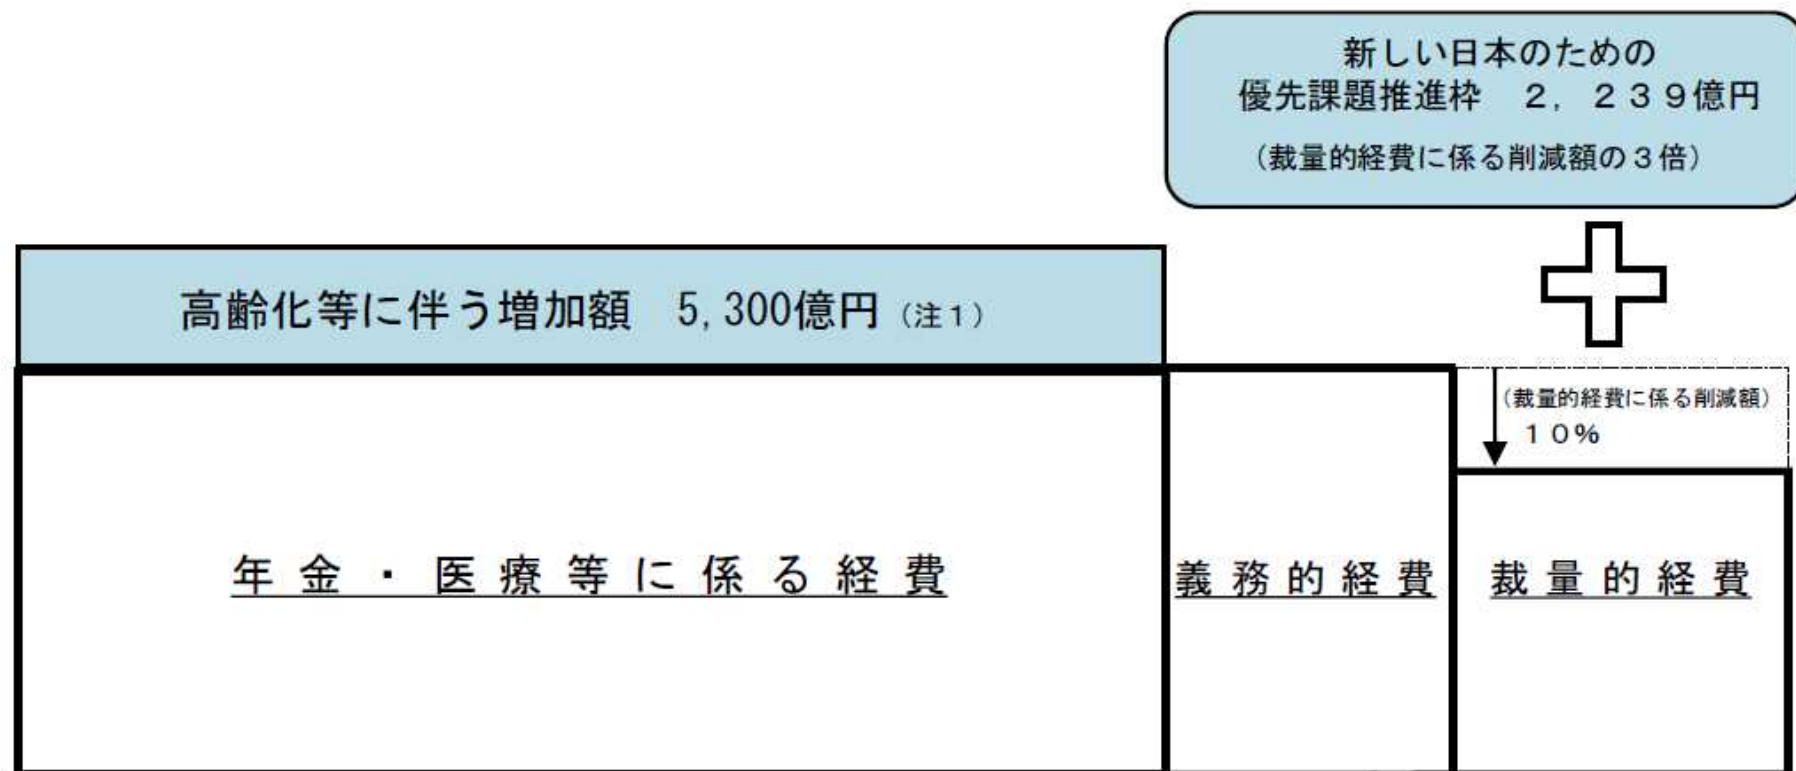 新しい日本のための
優先課題推進枠　２，２３９億円
（裁量的経費に係る削減額の３倍）
高齢化等に伴う増加額　5,300億円（注１）
（裁量的経費に係る削減額）
１０％
年金・医療等に係る経費
義務的経費
裁量的経費